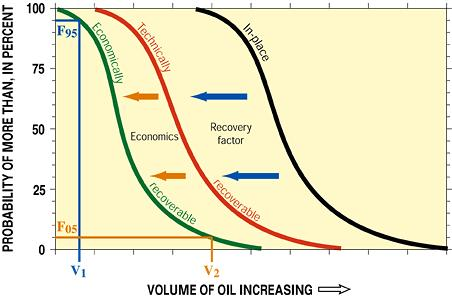 PROBABILITY OF MORE THAN, IN PERCENT
100
75
50
25
0
F95
F05
Economically
recoverable
Technically
recoverable
In-place
Economics
Recovery
factor
V1
V2
VOLUME OF OIL INCREASING